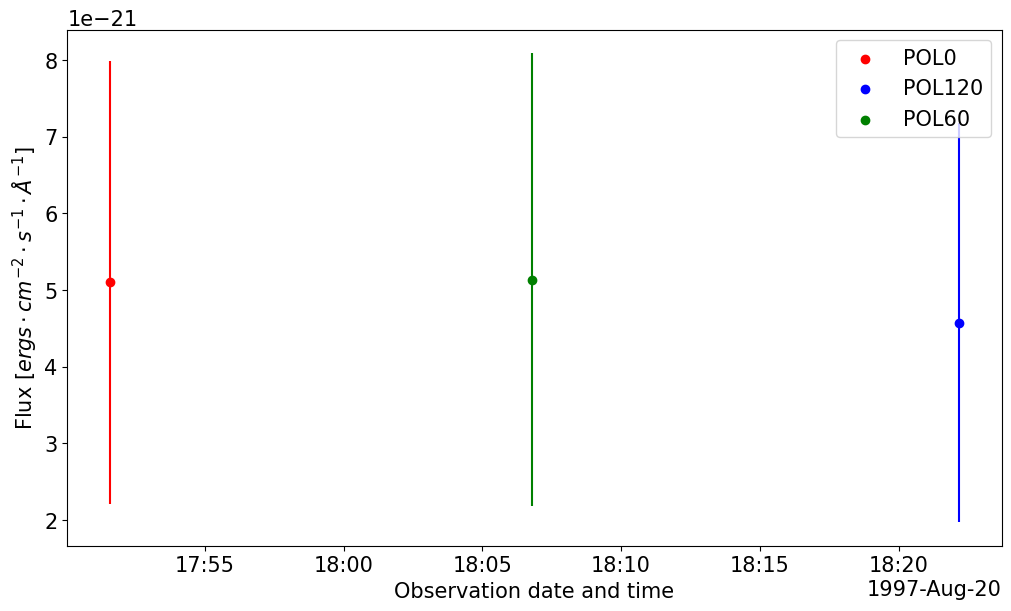 1e−21
8
7
6
5
4
3
2
Flux [ergs · cm⁻² · s⁻¹ · Å⁻¹]
POL0
POL120
POL60
17:55 18:00 18:05 18:10 18:15 18:20
Observation date and time
1997-Aug-20